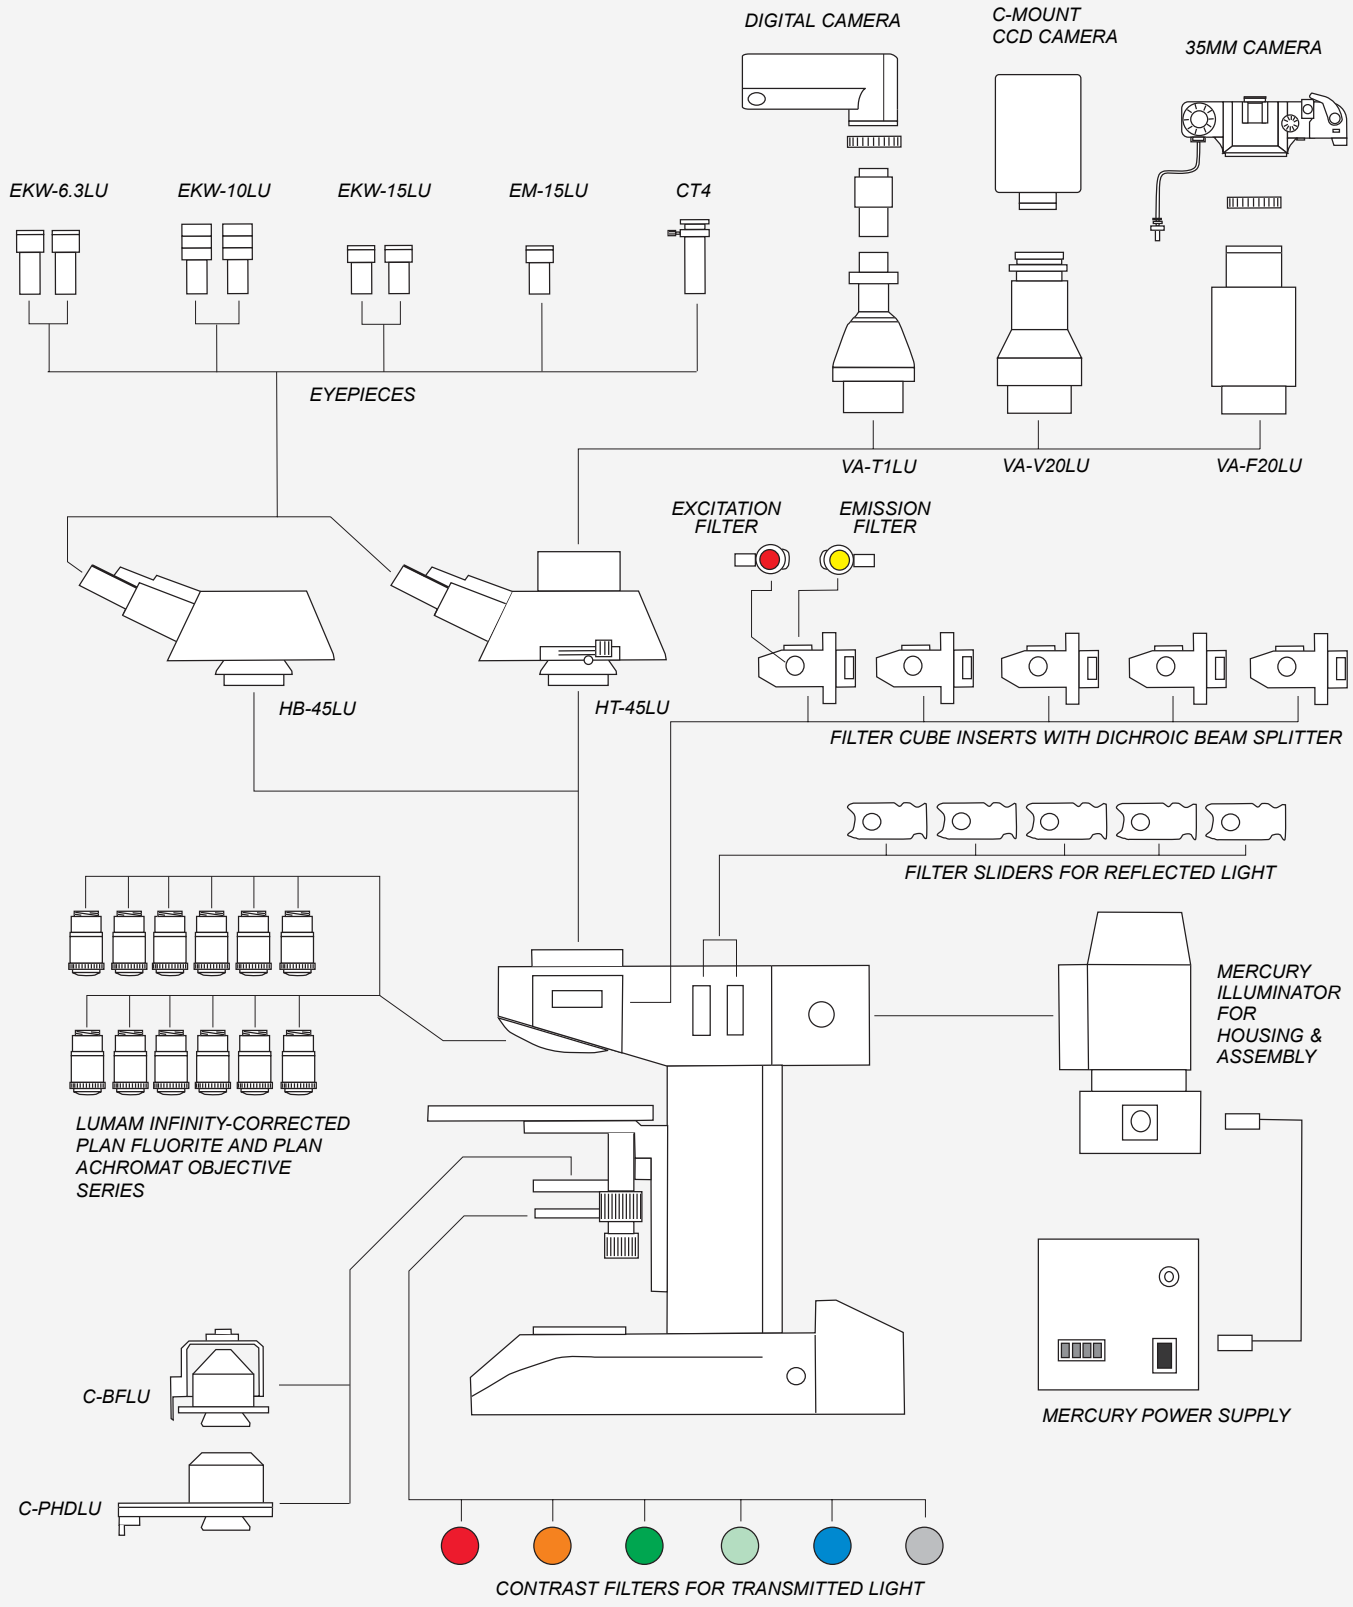 DIGITAL CAMERA
C-MOUNT
CCD CAMERA
35MM CAMERA
EKW-6.3LU
EKW-10LU
EKW-15LU
EM-15LU
CT4
EYEPIECES
VA-T1LU
VA-V20LU
VA-F20LU
EXCITATION
FILTER
EMISSION
FILTER
HB-45LU
HT-45LU
FILTER CUBE INSERTS WITH DICHROIC BEAM SPLITTER
FILTER SLIDERS FOR REFLECTED LIGHT
MERCURY
ILLUMINATOR
FOR
HOUSING &
ASSEMBLY
LUMAM INFINITY-CORRECTED
PLAN FLUORITE AND PLAN
ACHROMAT OBJECTIVE
SERIES
C-BFLU
MERCURY POWER SUPPLY
C-PHDLU
CONTRAST FILTERS FOR TRANSMITTED LIGHT